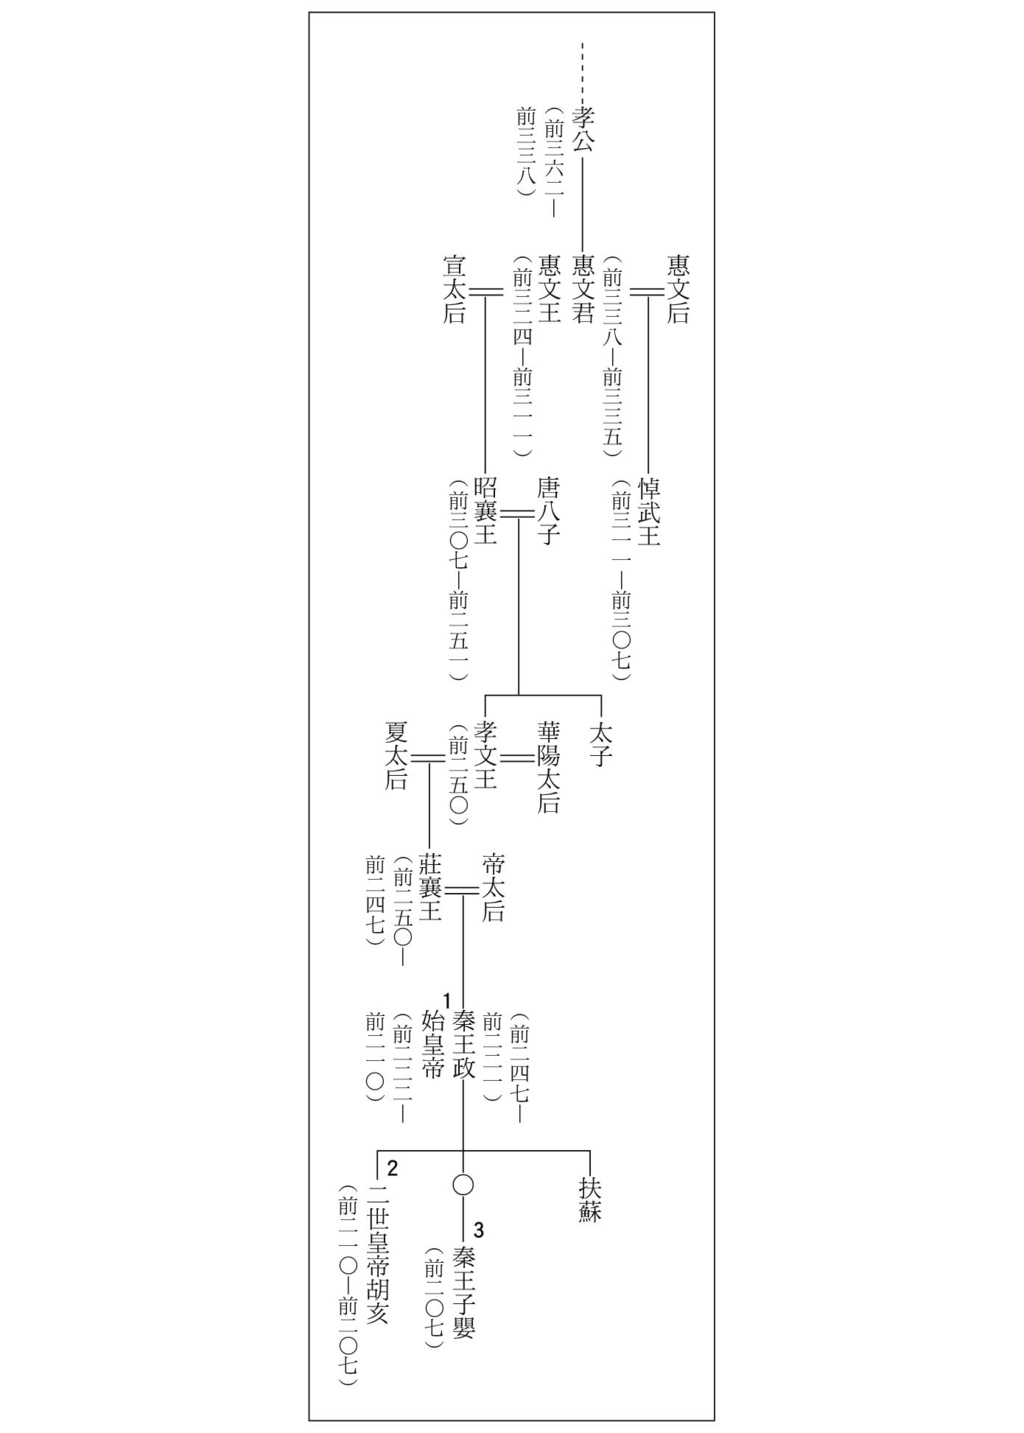 孝公
（前三六二―
前三三八）
惠文后
（前三三八―前三三五）
惠文君
惠文王
（前三二四―前三一一）
宣太后
悼武王
（前三一一―前三〇七）
唐八子
昭襄王
（前三〇七―前二五一）
太子
華陽太后
孝文王
（前二五〇）
夏太后
帝太后
莊襄王
（前二五〇―
前二四七）
（前二四七―
前二二一）
秦王政
1
始皇帝
（前二二二―
前二一〇）
扶蘇
〇
3
秦王子嬰
（前二〇七）
2
二世皇帝胡亥
（前二一〇―前二〇七）